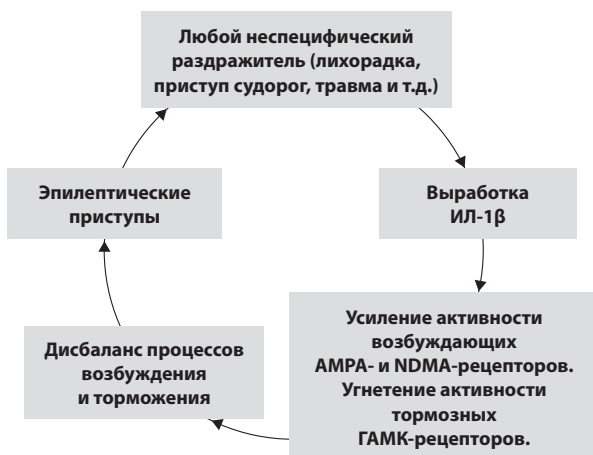 Любой неспецифический
раздражитель (лихорадка,
приступ судорог, травма и т.д.)
Выработка
ИЛ-1β
Усиление активности
возбуждающих
AMPA- и NDMA-рецепторов.
Угнетение активности
тормозных
ГАМК-рецепторов.
Дисбаланс процессов
возбуждения
и торможения
Эпилептические
приступы